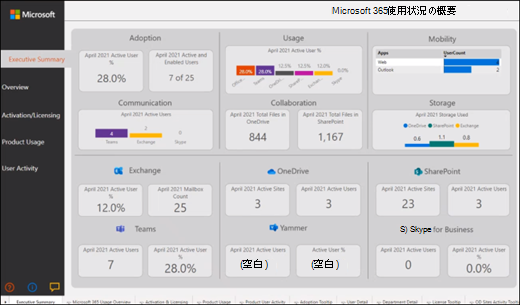 Microsoft
Microsoft 365使用状況の概要
Executive Summary
Overview
Activation/Licensing
Product Usage
User Activity
Adoption
April 2021 Active User %
28.0%
April 2021 Active and Enabled Users
7 of 25
Usage
April 2021 Active User %
28.0%
28.0%
12.5%
12.0%
12.0%
0.0%
Office...
Teams
Exchan...
Skype...
Mobility
Apps
UserCount
Web
Outlook
2
Communication
April 2021 Active Users
4
2
0
Teams
Exchange
Skype
Collaboration
April 2021 Total Files in OneDrive
844
April 2021 Total Files in SharePoint
1,167
Storage
April 2021 Storage Used
OneDrive SharePoint Exchange
0.6
1.1
0.8
Exchange
April 2021 Active User %
12.0%
April 2021 Mailbox Count
25
OneDrive
April 2021 Active Sites
3
April 2021 Active Users
3
SharePoint
April 2021 Active Sites
23
April 2021 Active Users
3
Teams
April 2021 Active Users
7
April 2021 Active User %
28.0%
Yammer
April 2021 Active Users
(空白)
Active User %
(空白)
S) Skype for Business
April 2021 Active Users
0
April 2021 Active User %
0.0%
Executive Summary
Microsoft 365 Usage Overview
Activation & Licensing
Product Usage
Product User Activity
Adoption Tooltip
User Detail
Department Detail
License Tooltip
OD Sites Activity